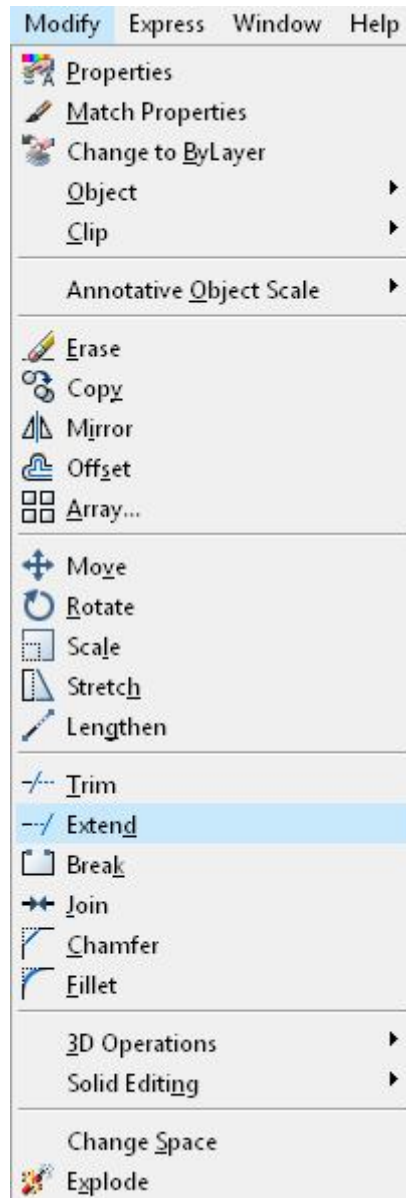 Modify Express Window Help
Properties
Match Properties
Change to ByLayer
Object
Clip
Annotative Object Scale
Erase
Copy
Mirror
Offset
Array...
Move
Rotate
Scale
Stretch
Lengthen
Trim
Extend
Break
Join
Chamfer
Fillet
3D Operations
Solid Editing
Change Space
Explode